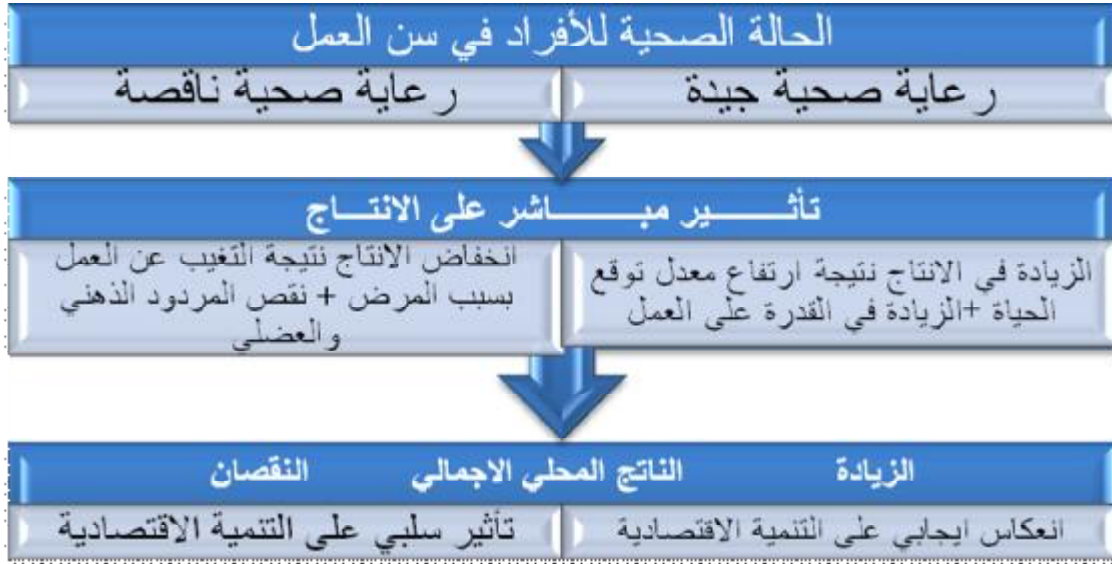 الحالة الصحية للأفراد في سن العمل
رعاية صحية جيدة
رعاية صحية ناقصة
تأثـــــــير مبــــــــاشر على الانتـــاج
الزيادة في الانتاج نتيجة ارتفاع معدل توقع
الحياة +الزيادة في القدرة على العمل
انخفاض الانتاج نتيجة التغيب عن العمل
بسبب المرض + نقص المردود الذهني
والعضلي
الزيادة الناتج المحلي الاجمالي النقصان
انعكاس ايجابي على التنمية الاقتصادية
تأثير سلبي على التنمية الاقتصادية